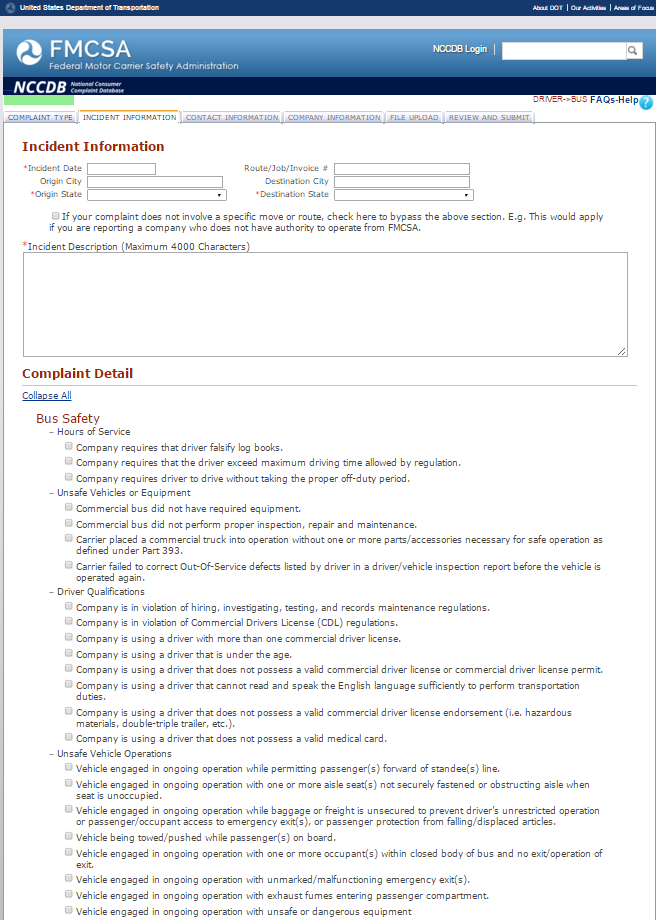 United States Department of Transportation
About DOT | Our Activities | Areas of Focus
FMCSA
Federal Motor Carrier Safety Administration
NCCDB Login |
NCCDB National Consumer
Complaint Database
DRIVER->BUS FAQs-Help ?
COMPLAINT TYPE INCIDENT INFORMATION CONTACT INFORMATION COMPANY INFORMATION FILE UPLOAD REVIEW AND SUBMIT
Incident Information
*Incident Date Route/Job/Invoice #
Origin City Destination City
*Origin State *Destination State
If your complaint does not involve a specific move or route, check here to bypass the above section. E.g. This would apply
if you are reporting a company who does not have authority to operate from FMCSA.
*Incident Description (Maximum 4000 Characters)
Complaint Detail
Collapse All
Bus Safety
– Hours of Service
Company requires that driver falsify log books.
Company requires that the driver exceed maximum driving time allowed by regulation.
Company requires driver to drive without taking the proper off-duty period.
– Unsafe Vehicles or Equipment
Commercial bus did not have required equipment.
Commercial bus did not perform proper inspection, repair and maintenance.
Carrier placed a commercial truck into operation without one or more parts/accessories necessary for safe operation as
defined under Part 393.
Carrier failed to correct Out-Of-Service defects listed by driver in a driver/vehicle inspection report before the vehicle is
operated again.
– Driver Qualifications
Company is in violation of hiring, investigating, testing, and records maintenance regulations.
Company is in violation of Commercial Drivers License (CDL) regulations.
Company is using a driver with more than one commercial driver license.
Company is using a driver that is under the age.
Company is using a driver that does not possess a valid commercial driver license or commercial driver license permit.
Company is using a driver that cannot read and speak the English language sufficiently to perform transportation
duties.
Company is using a driver that does not possess a valid commercial driver license endorsement (i.e. hazardous
materials, double-triple trailer, etc.).
Company is using a driver that does not possess a valid medical card.
– Unsafe Vehicle Operations
Vehicle engaged in ongoing operation while permitting passenger(s) forward of standee(s) line.
Vehicle engaged in ongoing operation with one or more aisle seat(s) not securely fastened or obstructing aisle when
seat is unoccupied.
Vehicle engaged in ongoing operation while baggage or freight is unsecured to prevent driver's unrestricted operation
or passenger/occupant access to emergency exit(s), or passenger protection from falling/displaced articles.
Vehicle being towed/pushed while passenger(s) on board.
Vehicle engaged in ongoing operation with one or more occupant(s) within closed body of bus and no exit/operation of
exit.
Vehicle engaged in ongoing operation with unmarked/malfunctioning emergency exit(s).
Vehicle engaged in ongoing operation with exhaust fumes entering passenger compartment.
Vehicle engaged in ongoing operation with unsafe or dangerous equipment